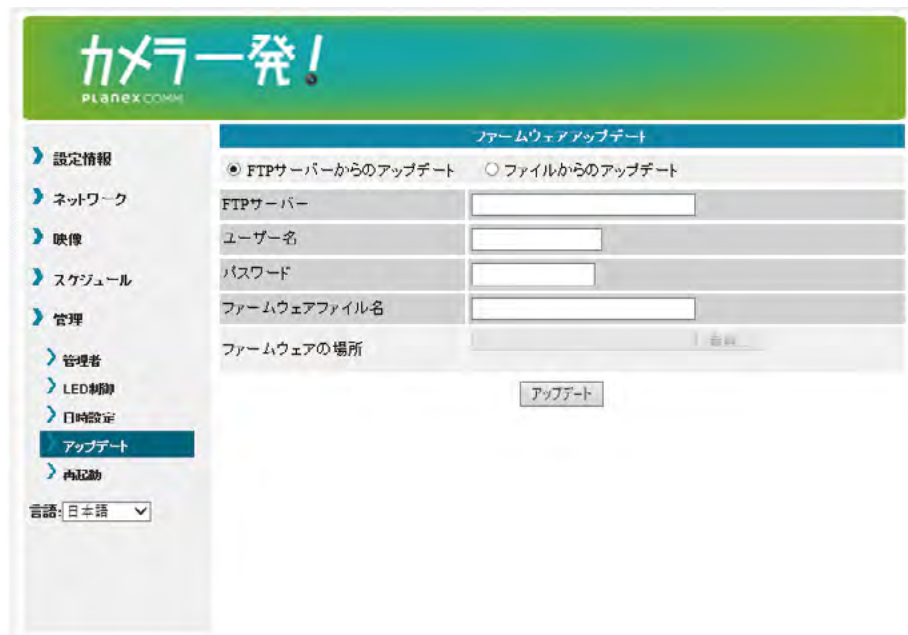 カメラ一発!
PLANEX COMM
設定情報
ネットワーク
映像
スケジュール
管理
管理者
LED制御
日時設定
アップデート
再起動
言語:日本語
ファームウェアアップデート
FTPサーバーからのアップデート ファイルからのアップデート
FTPサーバー
ユーザー名
パスワード
ファームウェアファイル名
ファームウェアの場所
アップデート